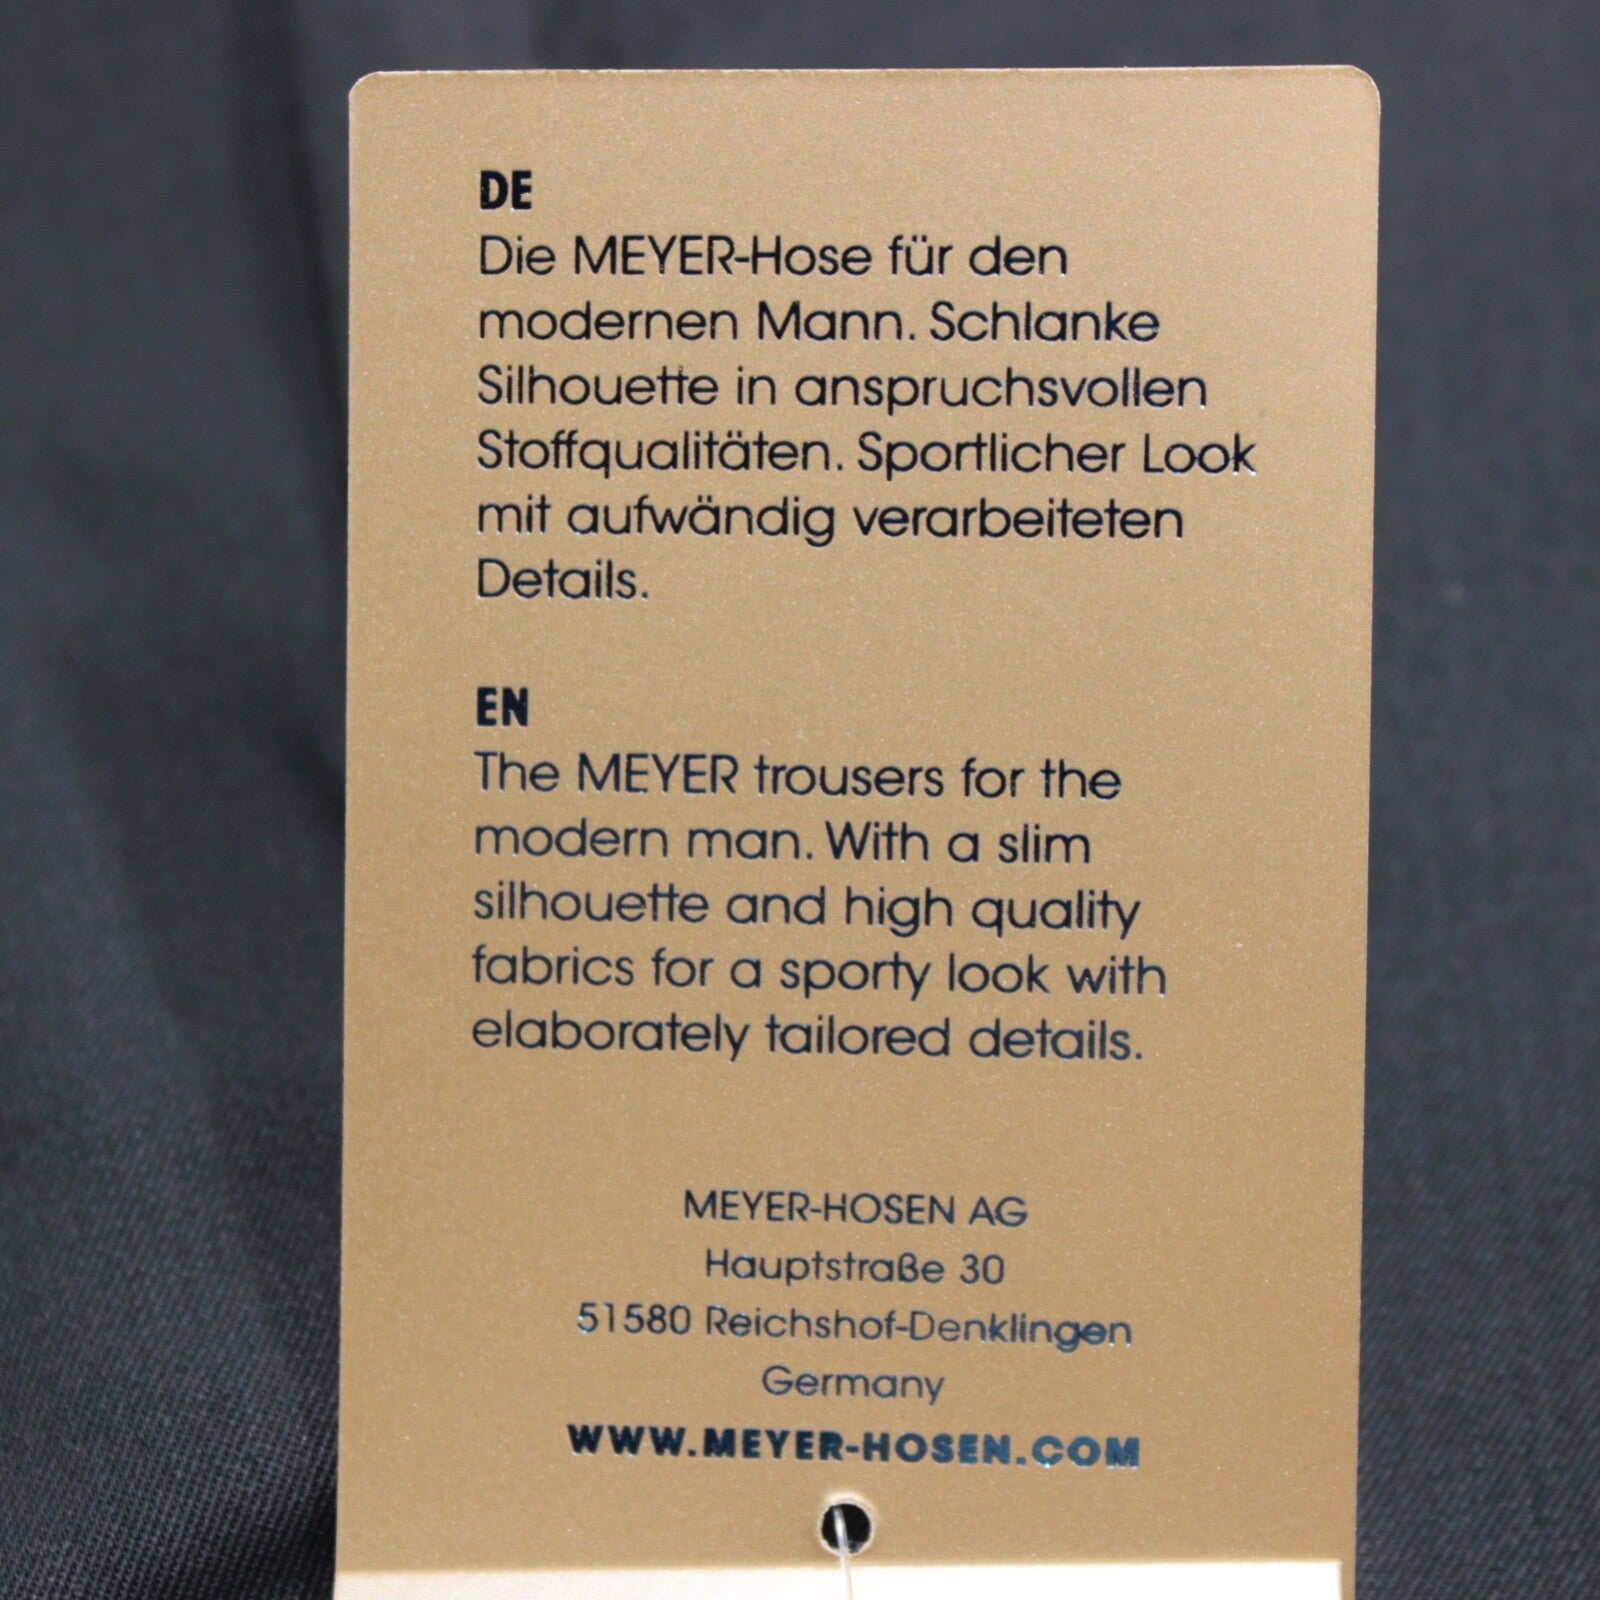 DE
Die MEYER-Hose für den
modernen Mann. Schlanke
Silhouette in anspruchsvollen
Stoffqualitäten. Sportlicher Look
mit aufwändig verarbeiteten
Details.
EN
The MEYER trousers for the
modern man. With a slim
silhouette and high quality
fabrics for a sporty look with
elaborately tailored details.
MEYER-HOSEN AG
Hauptstraße 30
51580 Reichshof-Denklingen
Germany
WWW.MEYER-HOSEN.COM